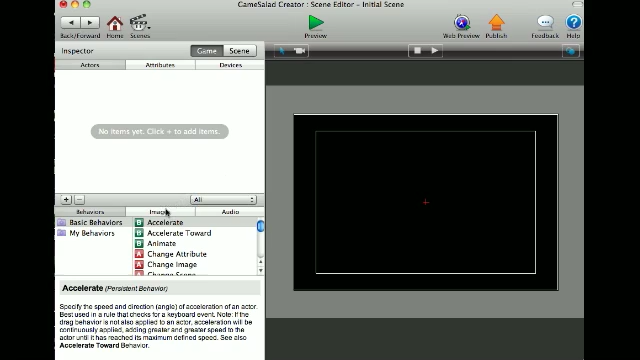 GameSalad Creator : Scene Editor - Initial Scene
Back/Forward Home Scenes Preview Web Preview Publish Feedback Help
Inspector Game Scene
Actors Attributes Devices
No items yet. Click + to add items.
+ − All
Behaviors Images Audio
Basic Behaviors
My Behaviors
B Accelerate
B Accelerate Toward
B Animate
A Change Attribute
A Change Image
Change Scene
Accelerate (Persistent Behavior)
Specify the speed and direction (angle) of acceleration of an actor.
Best used in a rule that checks for a keyboard event. Note: If the
drag behavior is not also applied to an actor, acceleration will be
continuously applied, adding greater and greater speed to the
actor until it has reached its maximum defined speed. See also
Accelerate Toward Behavior.